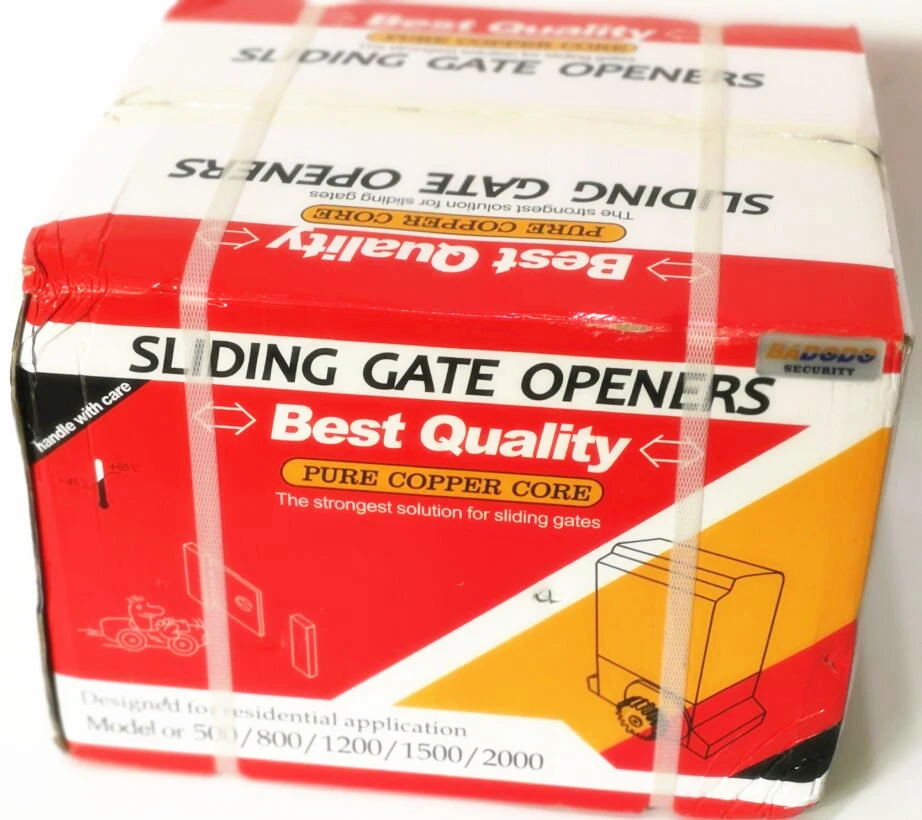 Best Quality
PURE COPPER CORE
SLIDING GATE OPENERS
SLIDING GATE OPENERS
The strongest solution for sliding gates
PURE COPPER CORE
Best Quality
SLIDING GATE OPENERS
BADODO
SECURITY
handle with care
Best Quality
+65°C
-45°C
PURE COPPER CORE
The strongest solution for sliding gates
Designed for residential application
Model or 500/800/1200/1500/2000